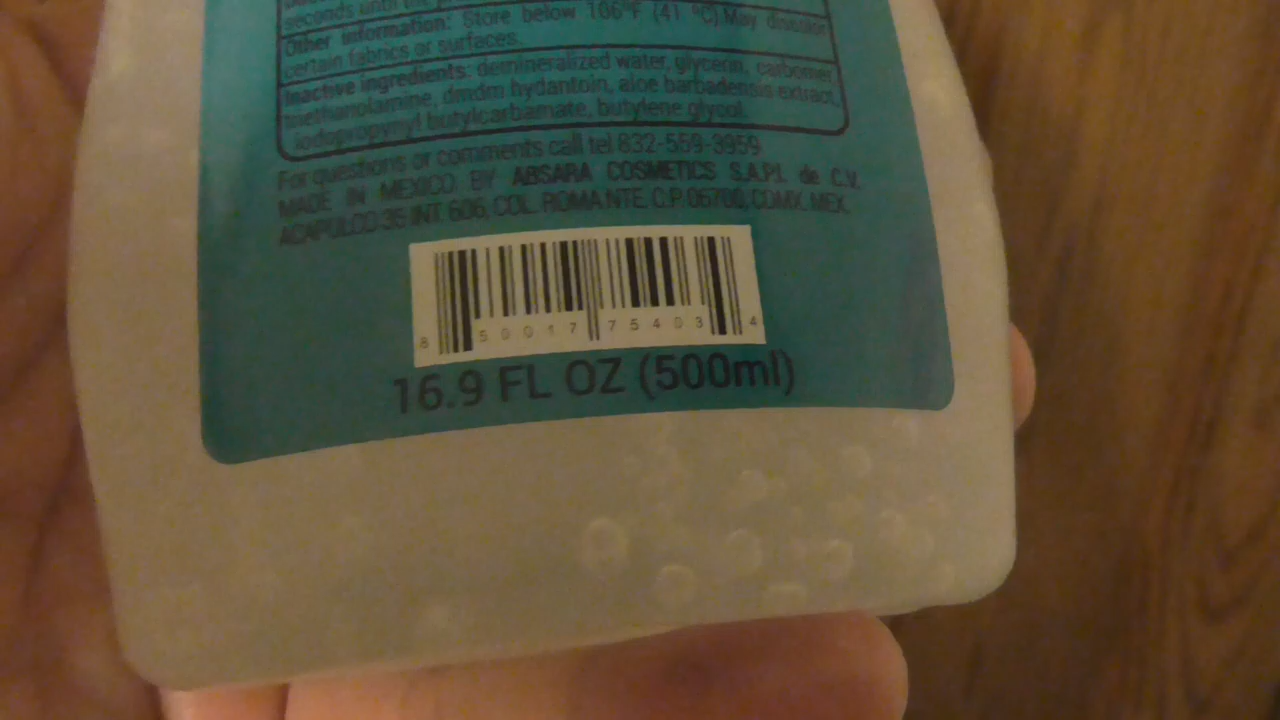 seconds until
Other information: Store below 106°F (41 °C) May discolor
certain fabrics or surfaces.
Inactive ingredients: demineralized water, glycerin, carbomer,
methanolamine, dmdm hydantoin, aloe barbadensis extract,
iodopropynyl butylcarbamate, butylene glycol.
For questions or comments call tel 832-559-3959
MADE IN MEXICO BY ABSARA COSMETICS S.A.P.I. de C.V.
ACAPULCO 36 INT. 606, COL. ROMA NTE. C.P. 06700, CDMX. MEX.
8 50017 75403 4
16.9 FL OZ (500ml)